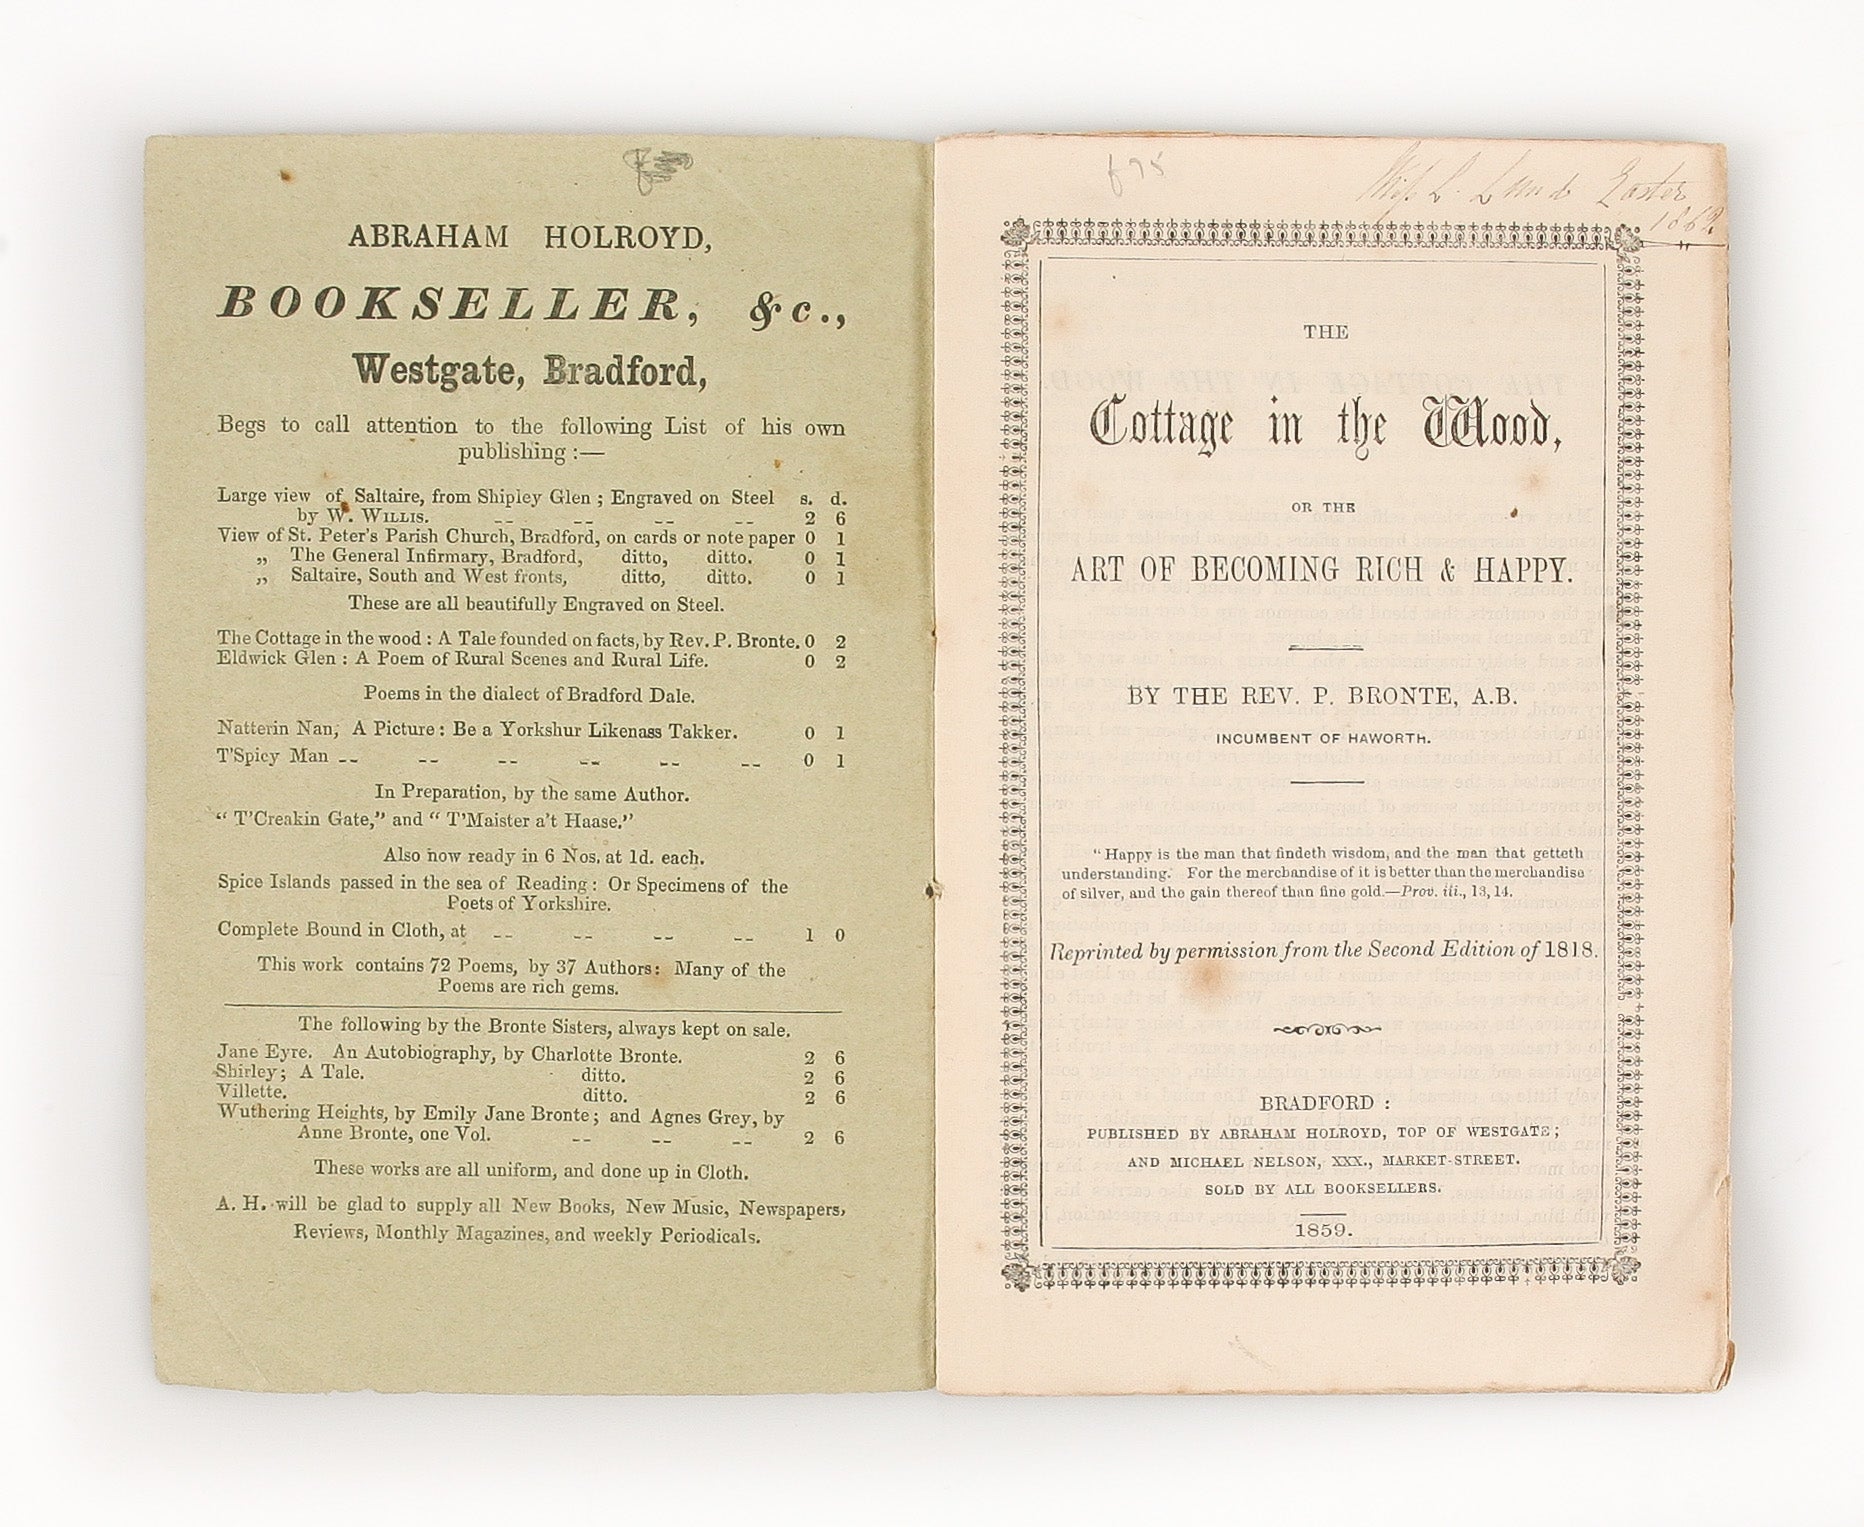 ABRAHAM HOLROYD,
BOOKSELLER, &c.,
Westgate, Bradford,
Begs to call attention to the following List of his own
publishing :—
Large view of Saltaire, from Shipley Glen ; Engraved on Steel s. d.
by W. WILLIS. -- -- -- -- 2 6
View of St. Peter's Parish Church, Bradford, on cards or note paper 0 1
„ The General Infirmary, Bradford, ditto, ditto. 0 1
„ Saltaire, South and West fronts, ditto, ditto. 0 1
These are all beautifully Engraved on Steel.
The Cottage in the wood : A Tale founded on facts, by Rev. P. Bronte. 0 2
Eldwick Glen : A Poem of Rural Scenes and Rural Life. 0 2
Poems in the dialect of Bradford Dale.
Natterin Nan, A Picture : Be a Yorkshur Likenass Takker. 0 1
T'Spicy Man -- -- -- -- -- -- 0 1
In Preparation, by the same Author.
" T'Creakin Gate," and " T'Maister a't Haase."
Also now ready in 6 Nos. at 1d. each.
Spice Islands passed in the sea of Reading : Or Specimens of the
Poets of Yorkshire.
Complete Bound in Cloth, at -- -- -- -- 1 0
This work contains 72 Poems, by 37 Authors : Many of the
Poems are rich gems.
The following by the Bronte Sisters, always kept on sale.
Jane Eyre. An Autobiography, by Charlotte Bronte. 2 6
Shirley ; A Tale. ditto. 2 6
Villette. ditto. 2 6
Wuthering Heights, by Emily Jane Bronte ; and Agnes Grey, by
Anne Bronte, one Vol. -- -- -- 2 6
These works are all uniform, and done up in Cloth.
A. H. will be glad to supply all New Books, New Music, Newspapers,
Reviews, Monthly Magazines, and weekly Periodicals.
£75
Miss L. Lund Easter
1862
THE
Cottage in the Wood,
OR THE
ART OF BECOMING RICH & HAPPY.
BY THE REV. P. BRONTE, A.B.
INCUMBENT OF HAWORTH.
" Happy is the man that findeth wisdom, and the man that getteth
understanding. For the merchandise of it is better than the merchandise
of silver, and the gain thereof than fine gold.—Prov. iii., 13, 14.
Reprinted by permission from the Second Edition of 1818.
BRADFORD :
PUBLISHED BY ABRAHAM HOLROYD, TOP OF WESTGATE ;
AND MICHAEL NELSON, XXX., MARKET-STREET.
SOLD BY ALL BOOKSELLERS.
1859.